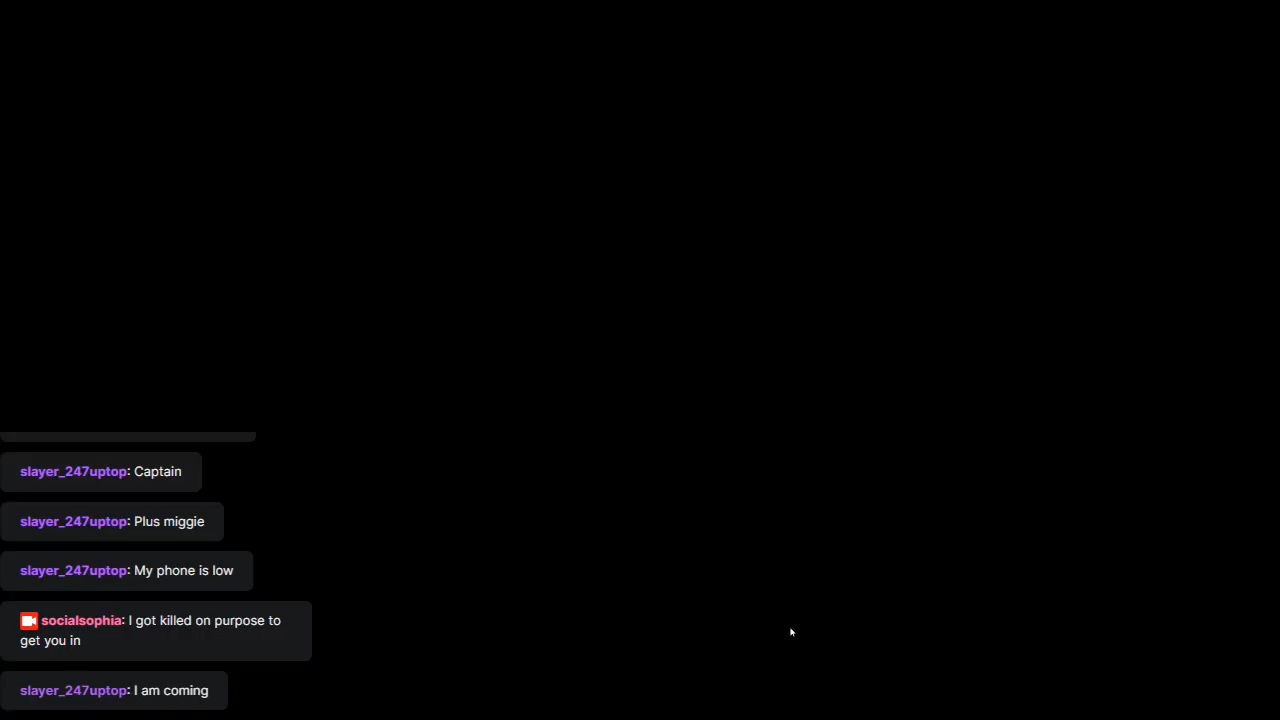 slayer_247uptop: Captain
slayer_247uptop: Plus miggie
slayer_247uptop: My phone is low
socialsophia: I got killed on purpose to
get you in
slayer_247uptop: I am coming